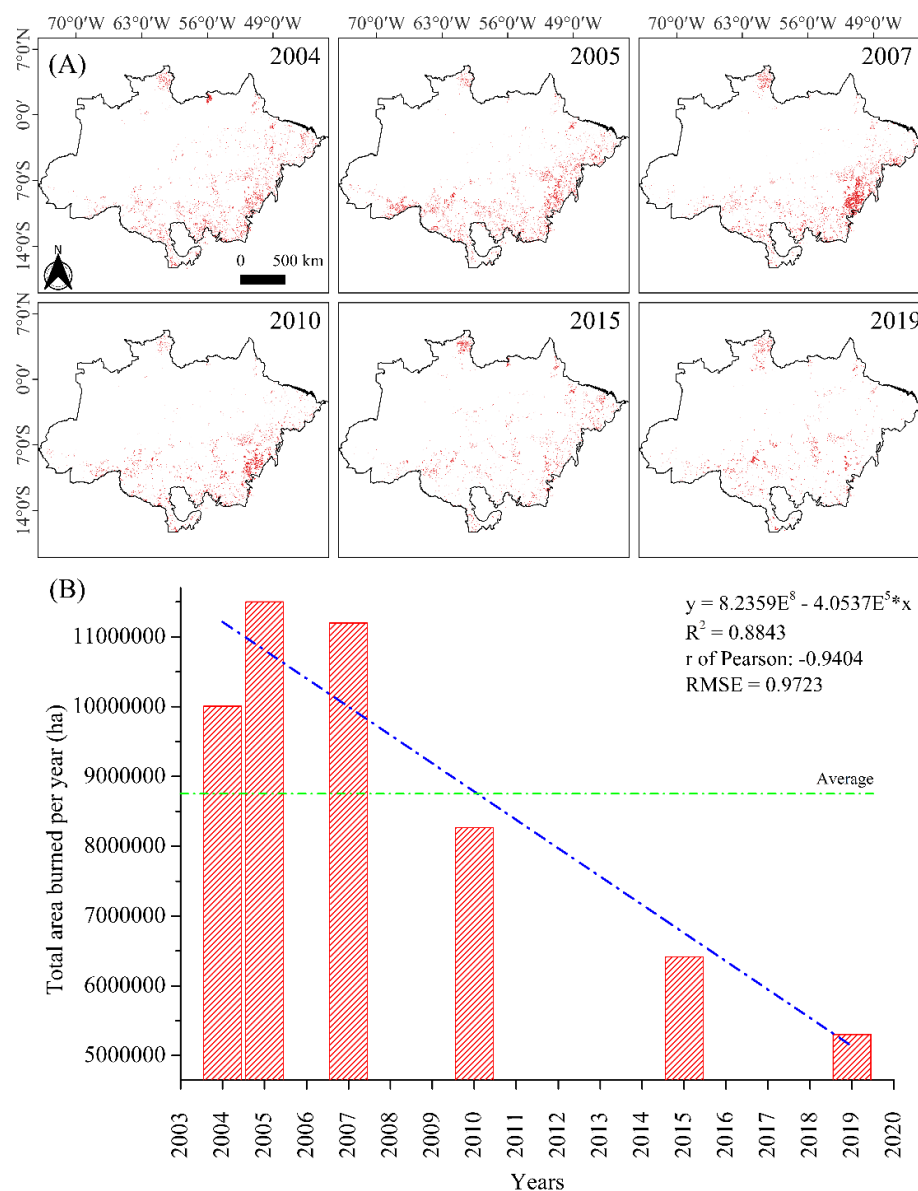 70°0'W 63°0'W 56°0'W 49°0'W 70°0'W 63°0'W 56°0'W 49°0'W 70°0'W 63°0'W 56°0'W 49°0'W
(A)
2004
2005
2007
7°0'N
0°0'
7°0'S
14°0'S
N
0 500 km
2010
2015
2019
7°0'N
0°0'
7°0'S
14°0'S
(B)
y = 8.2359E⁸ - 4.0537E⁵*x
R² = 0.8843
r of Pearson: -0.9404
RMSE = 0.9723
Average
Total area burned per year (ha)
11000000
10000000
9000000
8000000
7000000
6000000
5000000
2003 2004 2005 2006 2007 2008 2009 2010 2011 2012 2013 2014 2015 2016 2017 2018 2019 2020
Years